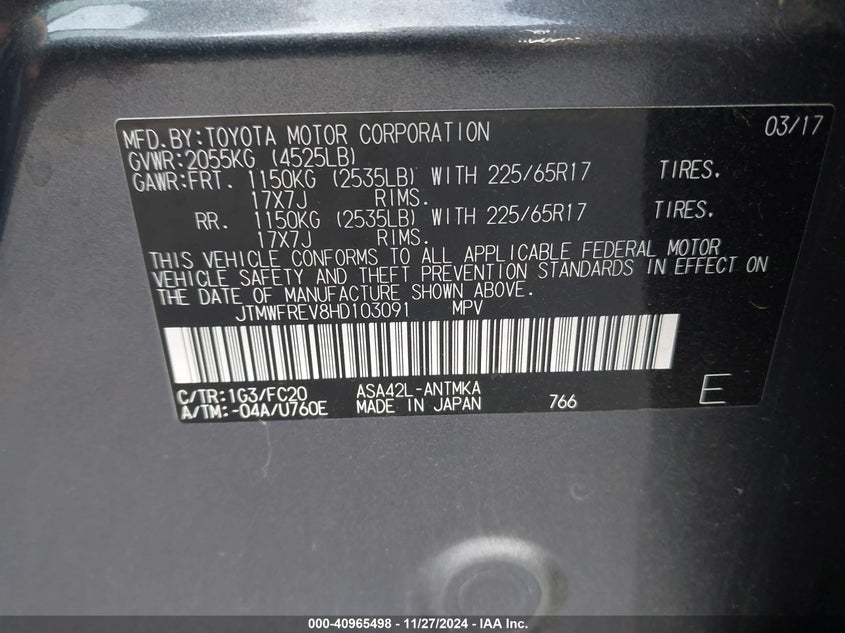 MFD.BY:TOYOTA MOTOR CORPORATION 03/17
GVWR:2055KG (4525LB)
GAWR:FRT. 1150KG (2535LB) WITH 225/65R17 TIRES.
17X7J RIMS.
RR. 1150KG (2535LB) WITH 225/65R17 TIRES.
17X7J RIMS.
THIS VEHICLE CONFORMS TO ALL APPLICABLE FEDERAL MOTOR
VEHICLE SAFETY AND THEFT PREVENTION STANDARDS IN EFFECT ON
THE DATE OF MANUFACTURE SHOWN ABOVE.
JTMWFREV8HD103091 MPV
C/TR:1G3/FC20 ASA42L-ANTMKA
A/TM:-04A/U760E MADE IN JAPAN 766 E
000-40965498 - 11/27/2024 - IAA Inc.